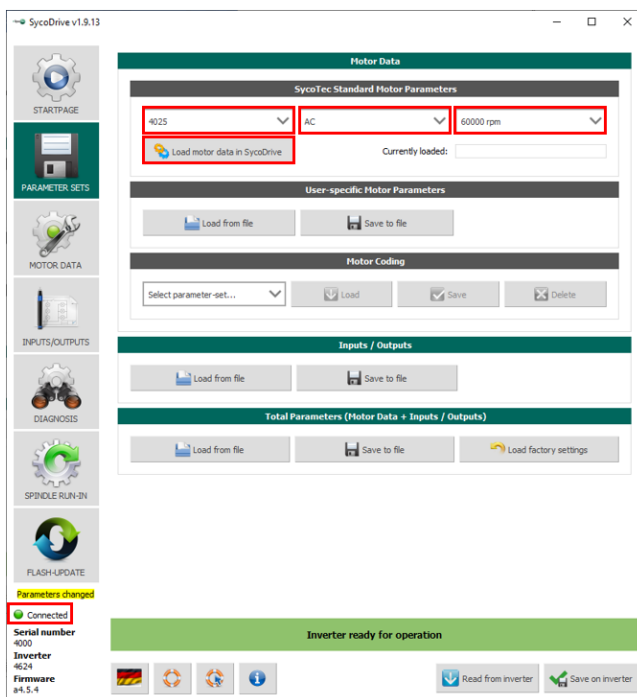 SycoDrive v1.9.13
STARTPAGE
PARAMETER SETS
MOTOR DATA
INPUTS/OUTPUTS
DIAGNOSIS
SPINDLE RUN-IN
FLASH-UPDATE
Parameters changed
Connected
Serial number
4000
Inverter
4624
Firmware
a4.5.4
Motor Data
SycoTec Standard Motor Parameters
4025 AC 60000 rpm
Load motor data in SycoDrive Currently loaded:
User-specific Motor Parameters
Load from file Save to file
Motor Coding
Select parameter-set... Load Save Delete
Inputs / Outputs
Load from file Save to file
Total Parameters (Motor Data + Inputs / Outputs)
Load from file Save to file Load factory settings
Inverter ready for operation
Read from inverter Save on inverter